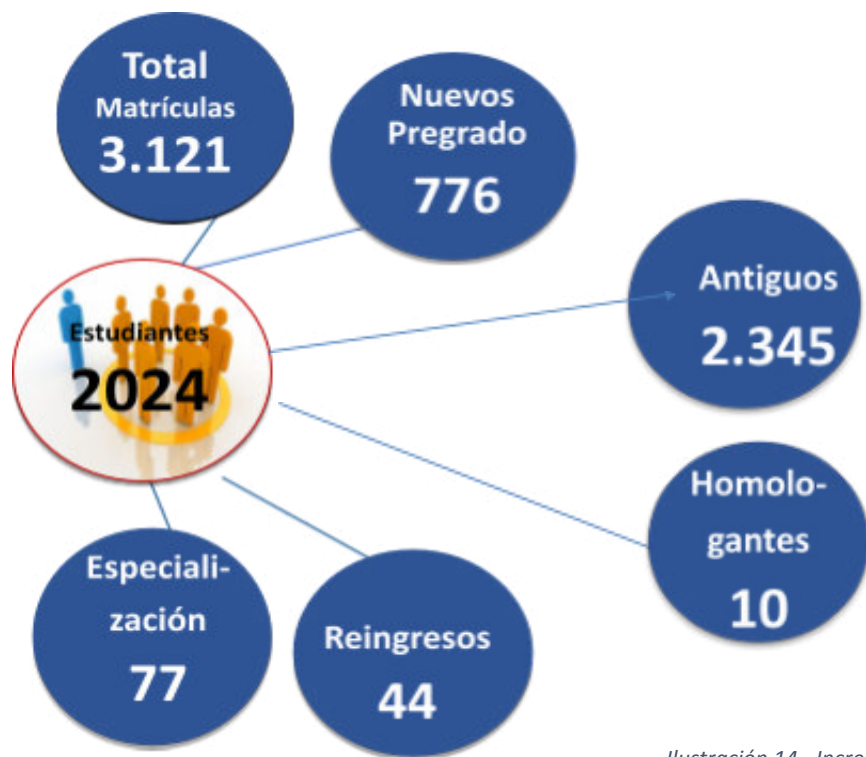 Total
Matrículas
3.121
Nuevos
Pregrado
776
Antiguos
2.345
Estudiantes
2024
Homolo-
gantes
10
Especiali-
zación
77
Reingresos
44